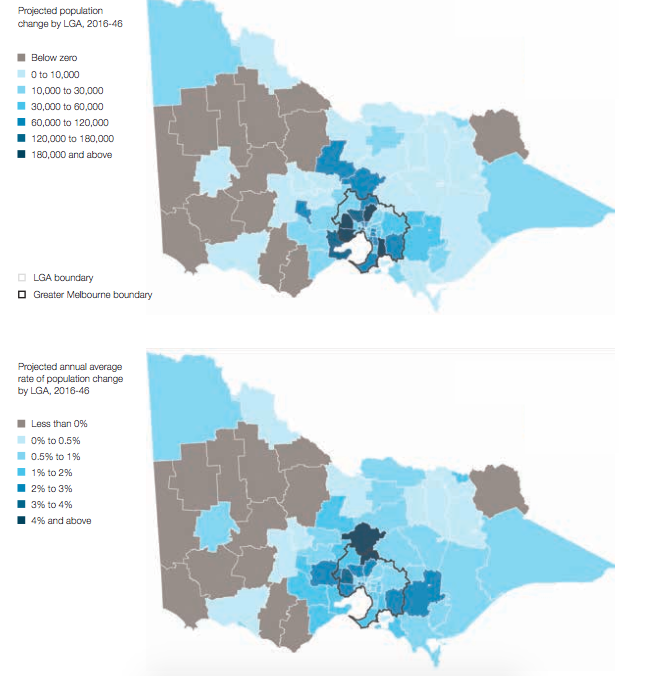 Projected population
change by LGA, 2016-46
Below zero
0 to 10,000
10,000 to 30,000
30,000 to 60,000
60,000 to 120,000
120,000 to 180,000
180,000 and above
LGA boundary
Greater Melbourne boundary
Projected annual average
rate of population change
by LGA, 2016-46
Less than 0%
0% to 0.5%
0.5% to 1%
1% to 2%
2% to 3%
3% to 4%
4% and above